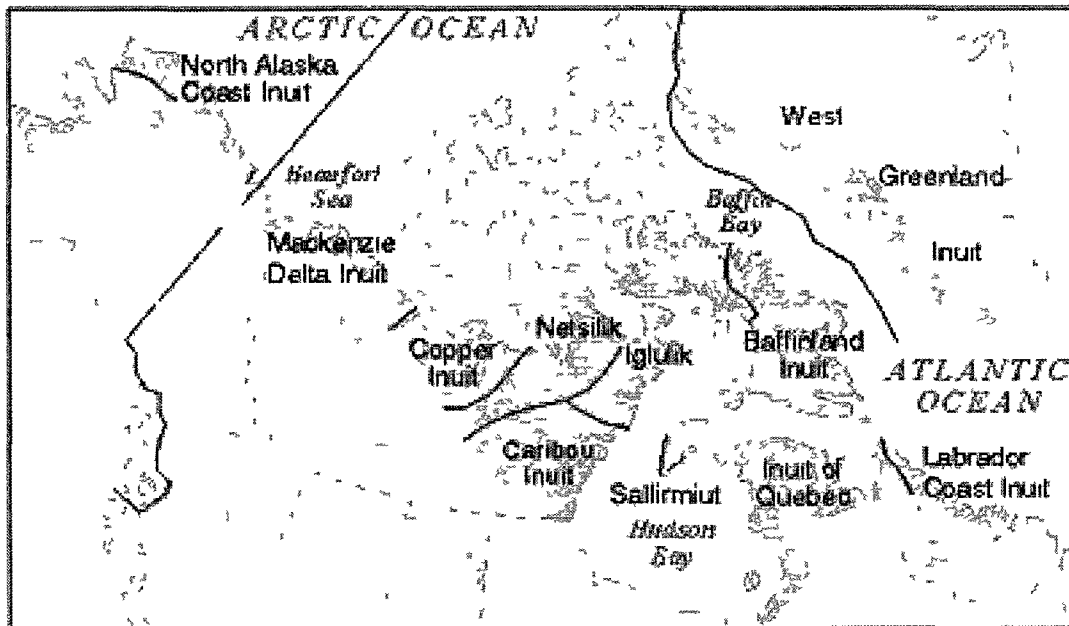 ARCTIC OCEAN
North Alaska
Coast Inuit
West
Beaufort
Sea
Greenland
Baffin
Bay
Mackenzie
Delta Inuit
Inuit
Netsilik
Copper
Inuit
Iglulik
Baffinland
Inuit
ATLANTIC
OCEAN
Caribou
Inuit
Sallirmiut
Inuit of
Quebec
Labrador
Coast Inuit
Hudson
Bay